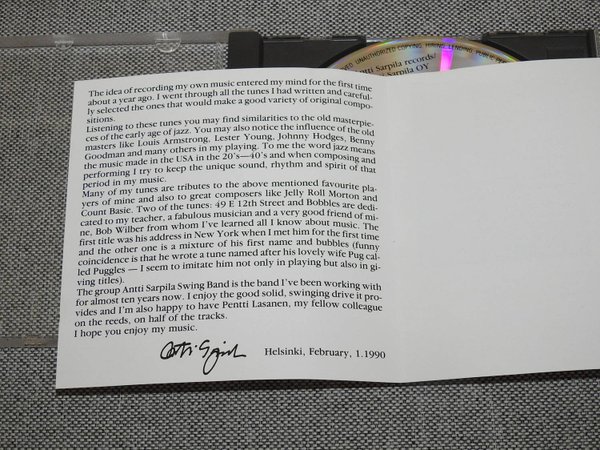 OVED UNAUTHORIZED COPYING HIRING LENDING, PUBLIC
tti Sarpila records!
Sarpila OY
The idea of recording my own music entered my mind for the first time
about a year ago. I went through all the tunes I had written and careful-
ly selected the ones that would make a good variety of original compo-
sitions.
Listening to these tunes you may find similarities to the old masterpie-
ces of the early age of jazz. You may also notice the influence of the old
masters like Louis Armstrong, Lester Young, Johnny Hodges, Benny
Goodman and many others in my playing. To me the word jazz means
the music made in the USA in the 20's—40's and when composing and
performing I try to keep the unique sound, rhythm and spirit of that
period in my music.
Many of my tunes are tributes to the above mentioned favourite pla-
yers of mine and also to great composers like Jelly Roll Morton and
Count Basie. Two of the tunes: 49 E 12th Street and Bobbles are dedi-
cated to my teacher, a fabulous musician and a very good friend of mi-
ne, Bob Wilber from whom I've learned all I know about music. The
first title was his address in New York when I met him for the first time
and the other one is a mixture of his first name and bubbles (funny
coincidence is that he wrote a tune named after his lovely wife Pug cal-
led Puggles — I seem to imitate him not only in playing but also in gi-
ving titles).
The group Antti Sarpila Swing Band is the band I've been working with
for almost ten years now. I enjoy the good solid, swinging drive it pro-
vides and I'm also happy to have Pentti Lasanen, my fellow colleague
on the reeds, on half of the tracks.
I hope you enjoy my music.
Helsinki, February, 1.1990